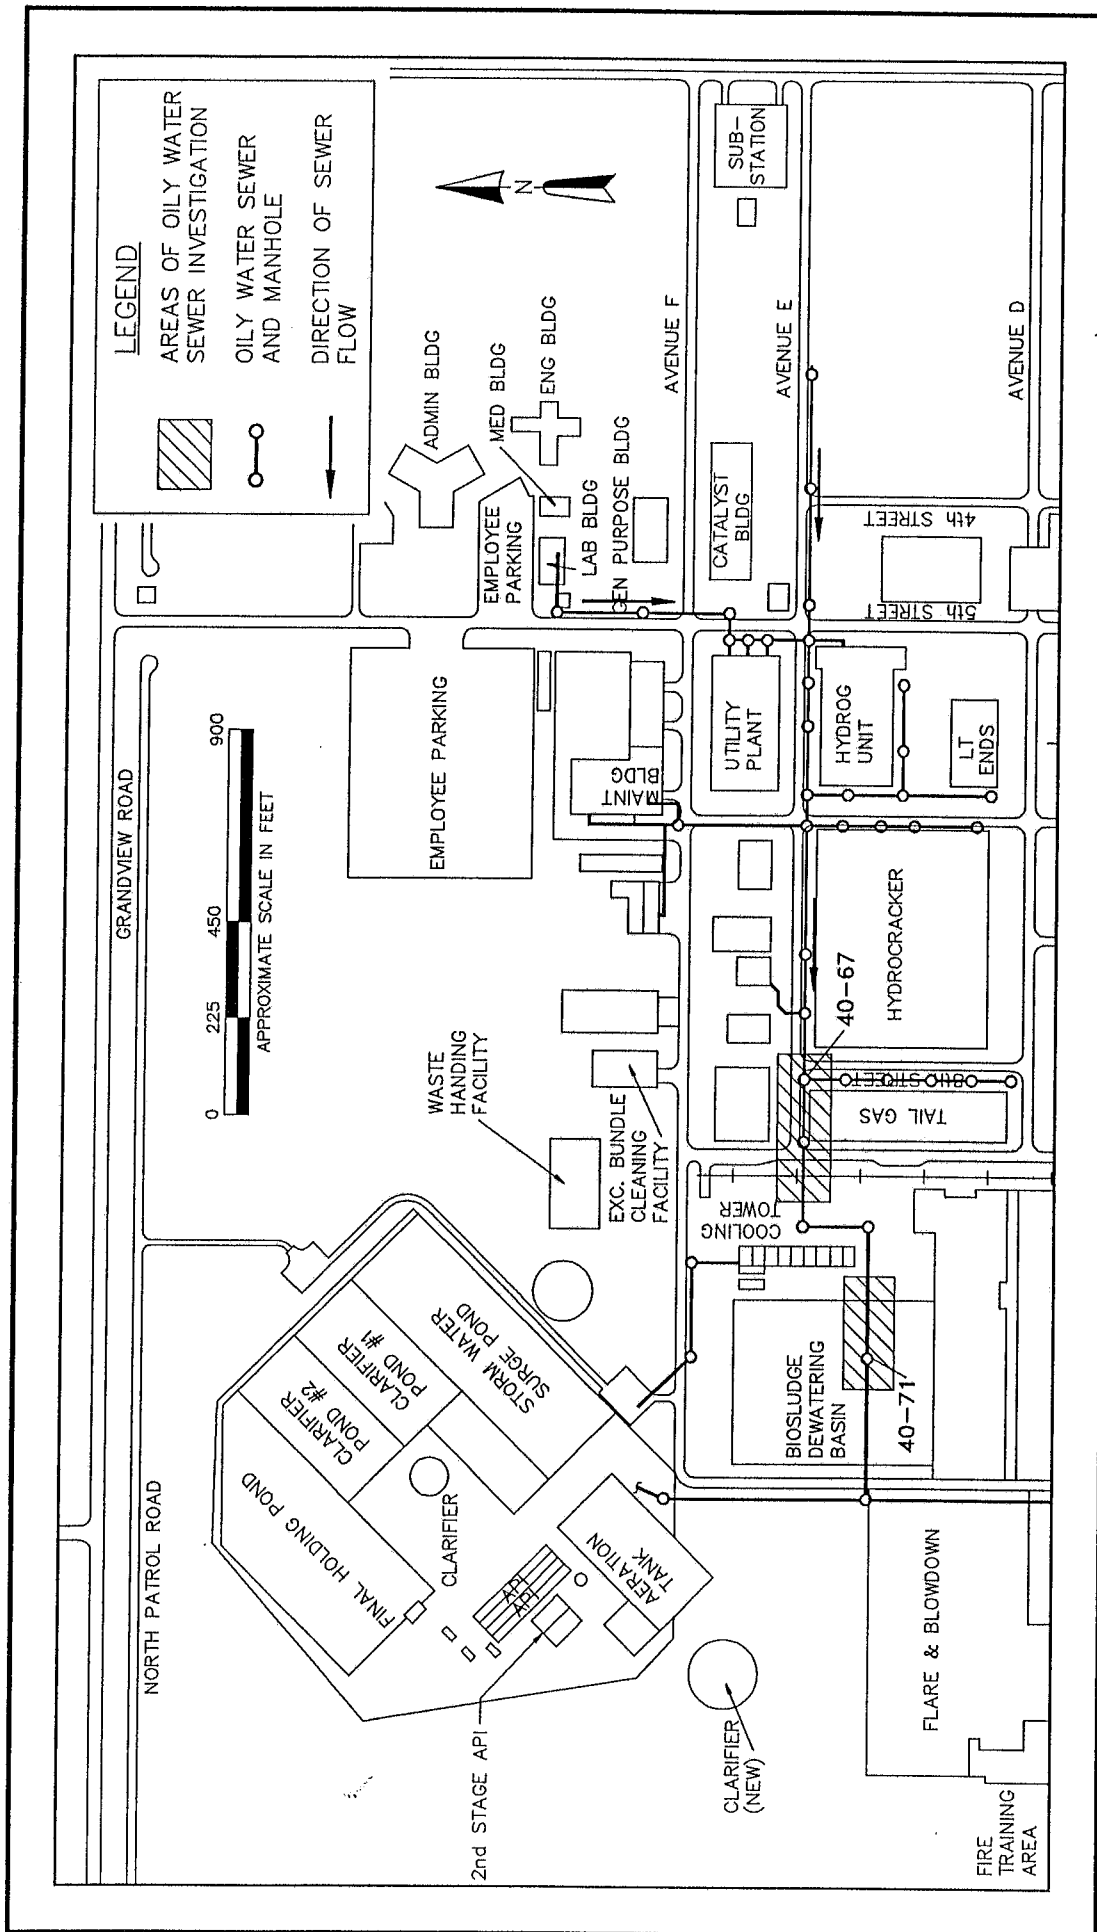 LEGEND
AREAS OF OILY WATER
SEWER INVESTIGATION
OILY WATER SEWER
AND MANHOLE
DIRECTION OF SEWER
FLOW
GRANDVIEW ROAD
NORTH PATROL ROAD
0
225
450
900
APPROXIMATE SCALE IN FEET
N
ADMIN BLDG
MED BLDG
ENG BLDG
EMPLOYEE
PARKING
LAB BLDG
GEN PURPOSE BLDG
EMPLOYEE PARKING
MAINT
BLDG
WASTE
HANDING
FACILITY
EXC. BUNDLE
CLEANING
FACILITY
STORM WATER
SURGE POND
CLARIFIER
POND #1
CLARIFIER
POND #2
FINAL HOLDING POND
CLARIFIER
API
API
2nd STAGE API
AERATION
TANK
CLARIFIER
(NEW)
AVENUE F
SUB-
STATION
AVENUE E
CATALYST
BLDG
UTILITY
PLANT
COOLING
TOWER
BIOSLUDGE
DEWATERING
BASIN
40-71
40-67
4th STREET
5th STREET
HYDROG
UNIT
LT
ENDS
HYDROCRACKER
8th STREET
TAIL GAS
AVENUE D
FLARE & BLOWDOWN
FIRE
TRAINING
AREA